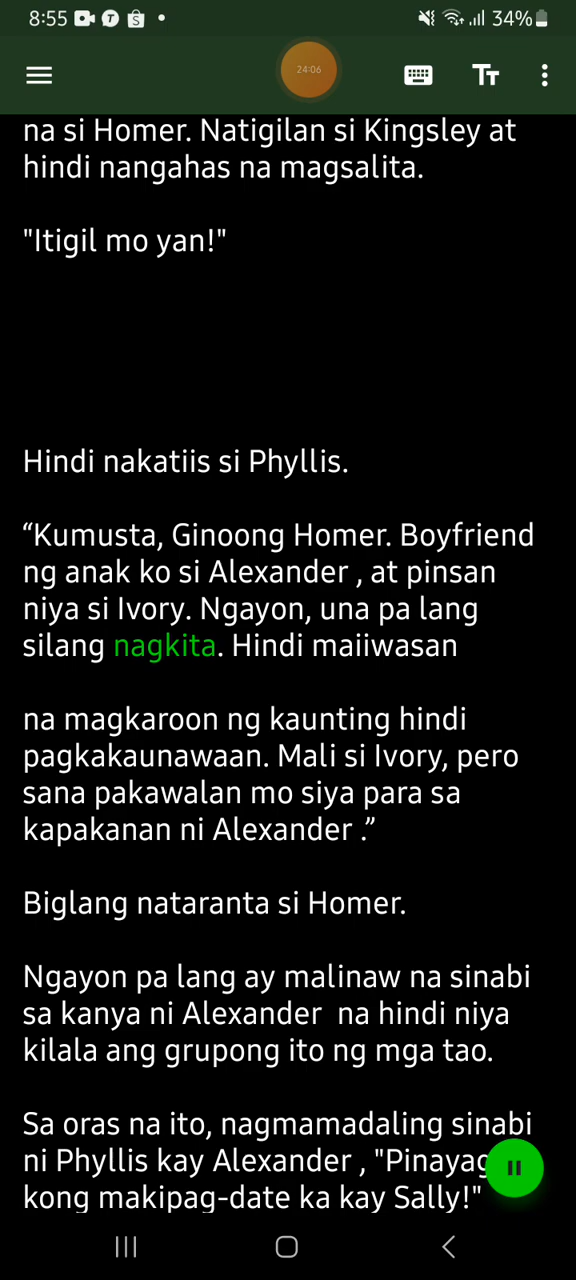 8:55
34%
24:06
na si Homer. Natigilan si Kingsley at
hindi nangahas na magsalita.
"Itigil mo yan!"
Hindi nakatiis si Phyllis.
“Kumusta, Ginoong Homer. Boyfriend
ng anak ko si Alexander , at pinsan
niya si Ivory. Ngayon, una pa lang
silang nagkita. Hindi maiiwasan
na magkaroon ng kaunting hindi
pagkakaunawaan. Mali si Ivory, pero
sana pakawalan mo siya para sa
kapakanan ni Alexander .”
Biglang nataranta si Homer.
Ngayon pa lang ay malinaw na sinabi
sa kanya ni Alexander  na hindi niya
kilala ang grupong ito ng mga tao.
Sa oras na ito, nagmamadaling sinabi
ni Phyllis kay Alexander , "Pinayag
kong makipag-date ka kay Sally!"